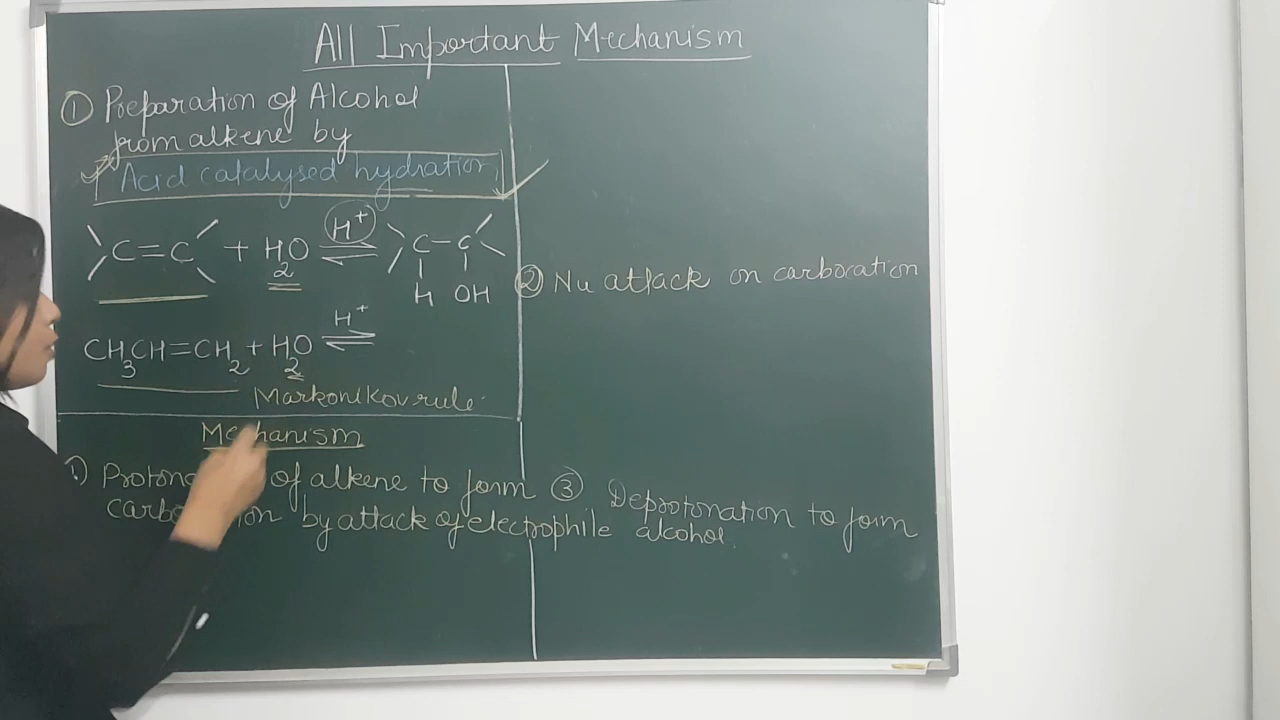 All Important Mechanism
① Preparation of Alcohol
from alkene by
Acid catalysed hydration
C=C + H2O ⇌ C-C
H+
H OH
CH3CH=CH2 + H2O ⇌
H+
Markonikov rule.
Mechanism
① of alkene to form
by attack of electrophile
② Nu attack on carbocation
③ Deprotonation to form
alcohol.